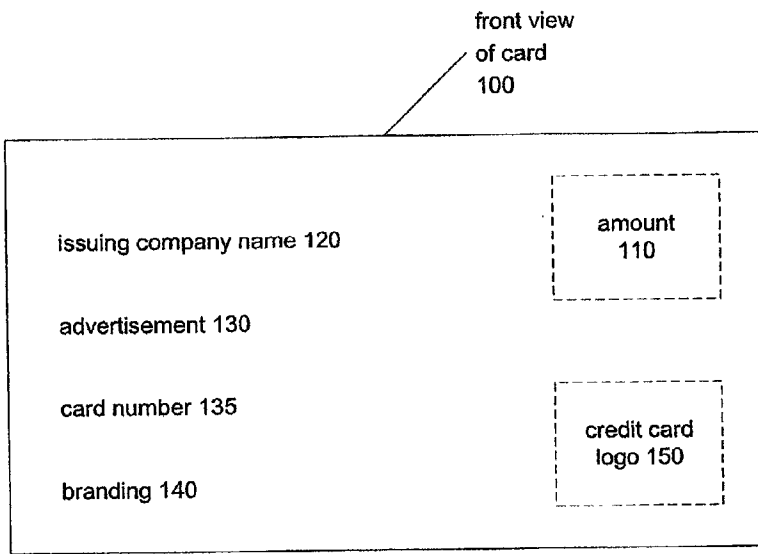 front view
of card
100
issuing company name 120
amount
110
advertisement 130
card number 135
credit card
logo 150
branding 140